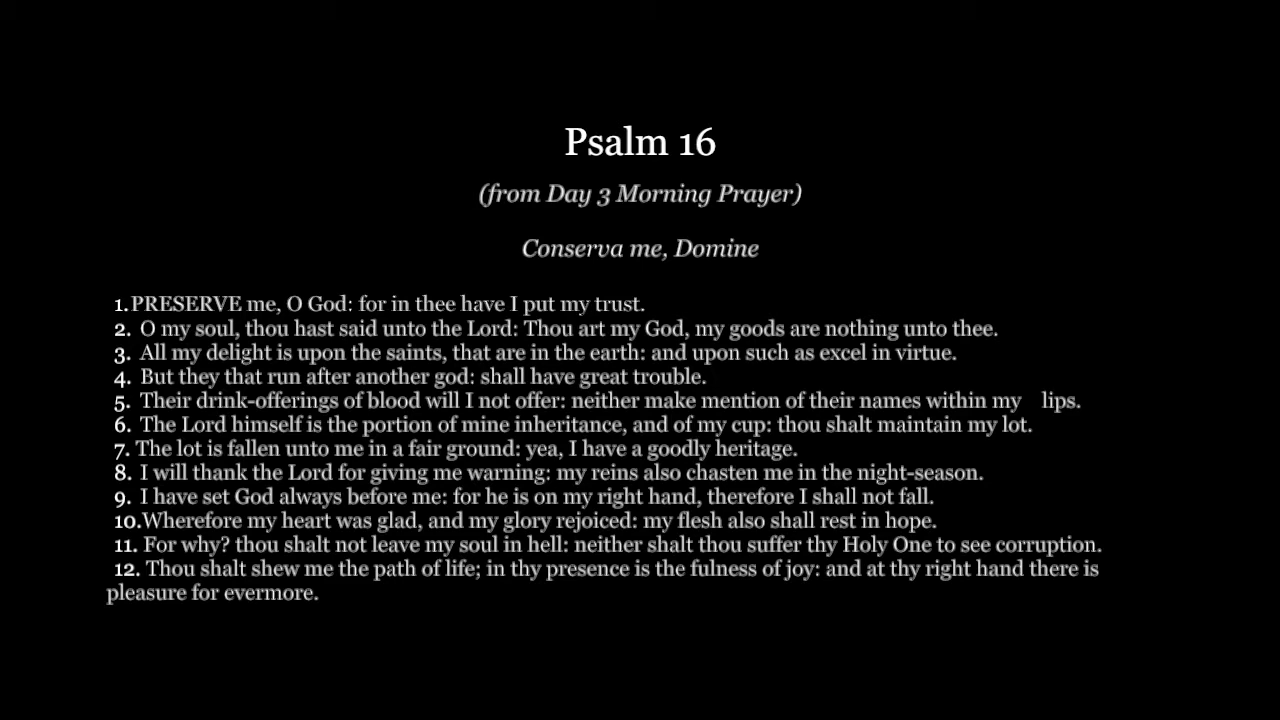 Psalm 16
(from Day 3 Morning Prayer)
Conserva me, Domine
1.PRESERVE me, O God: for in thee have I put my trust.
2. O my soul, thou hast said unto the Lord: Thou art my God, my goods are nothing unto thee.
3. All my delight is upon the saints, that are in the earth: and upon such as excel in virtue.
4. But they that run after another god: shall have great trouble.
5. Their drink-offerings of blood will I not offer: neither make mention of their names within my lips.
6. The Lord himself is the portion of mine inheritance, and of my cup: thou shalt maintain my lot.
7. The lot is fallen unto me in a fair ground: yea, I have a goodly heritage.
8. I will thank the Lord for giving me warning: my reins also chasten me in the night-season.
9. I have set God always before me: for he is on my right hand, therefore I shall not fall.
10.Wherefore my heart was glad, and my glory rejoiced: my flesh also shall rest in hope.
11. For why? thou shalt not leave my soul in hell: neither shalt thou suffer thy Holy One to see corruption.
12. Thou shalt shew me the path of life; in thy presence is the fulness of joy: and at thy right hand there is
pleasure for evermore.